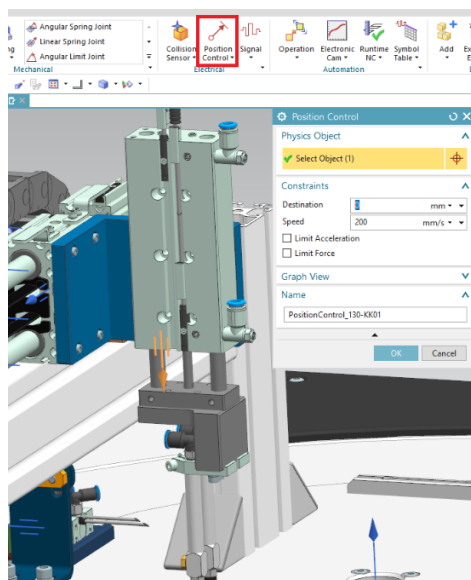 Angular Spring Joint
Linear Spring Joint
Angular Limit Joint
Mechanical
Collision Sensor
Position Control
Signal
Electrical
Operation
Electronic Cam
Runtime NC
Symbol Table
Automation
Add
Position Control
Physics Object
Select Object (1)
Constraints
Destination mm
Speed 200 mm/s
Limit Acceleration
Limit Force
Graph View
Name
PositionControl_130-KK01
OK Cancel